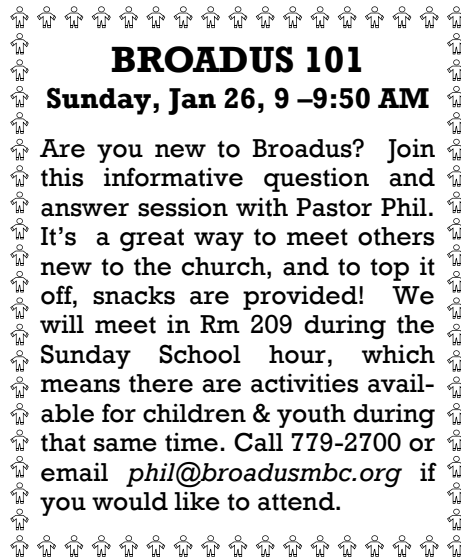 BROADUS 101
Sunday, Jan 26, 9 –9:50 AM
Are you new to Broadus? Join
this informative question and
answer session with Pastor Phil.
It's a great way to meet others
new to the church, and to top it
off, snacks are provided! We
will meet in Rm 209 during the
Sunday School hour, which
means there are activities avail-
able for children & youth during
that same time. Call 779-2700 or
email phil@broadusmbc.org if
you would like to attend.